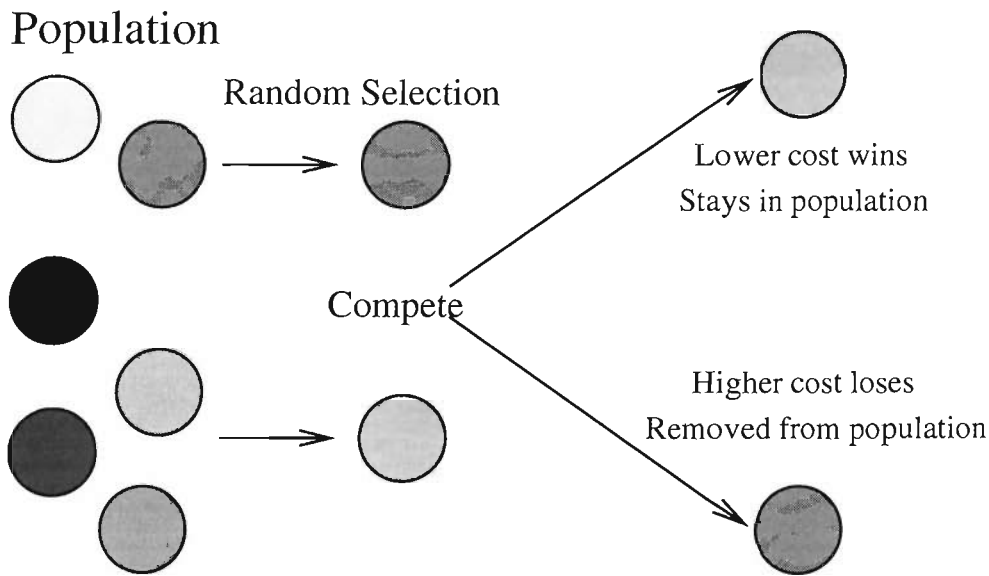 Population
Random Selection
Lower cost wins
Stays in population
Compete
Higher cost loses
Removed from population